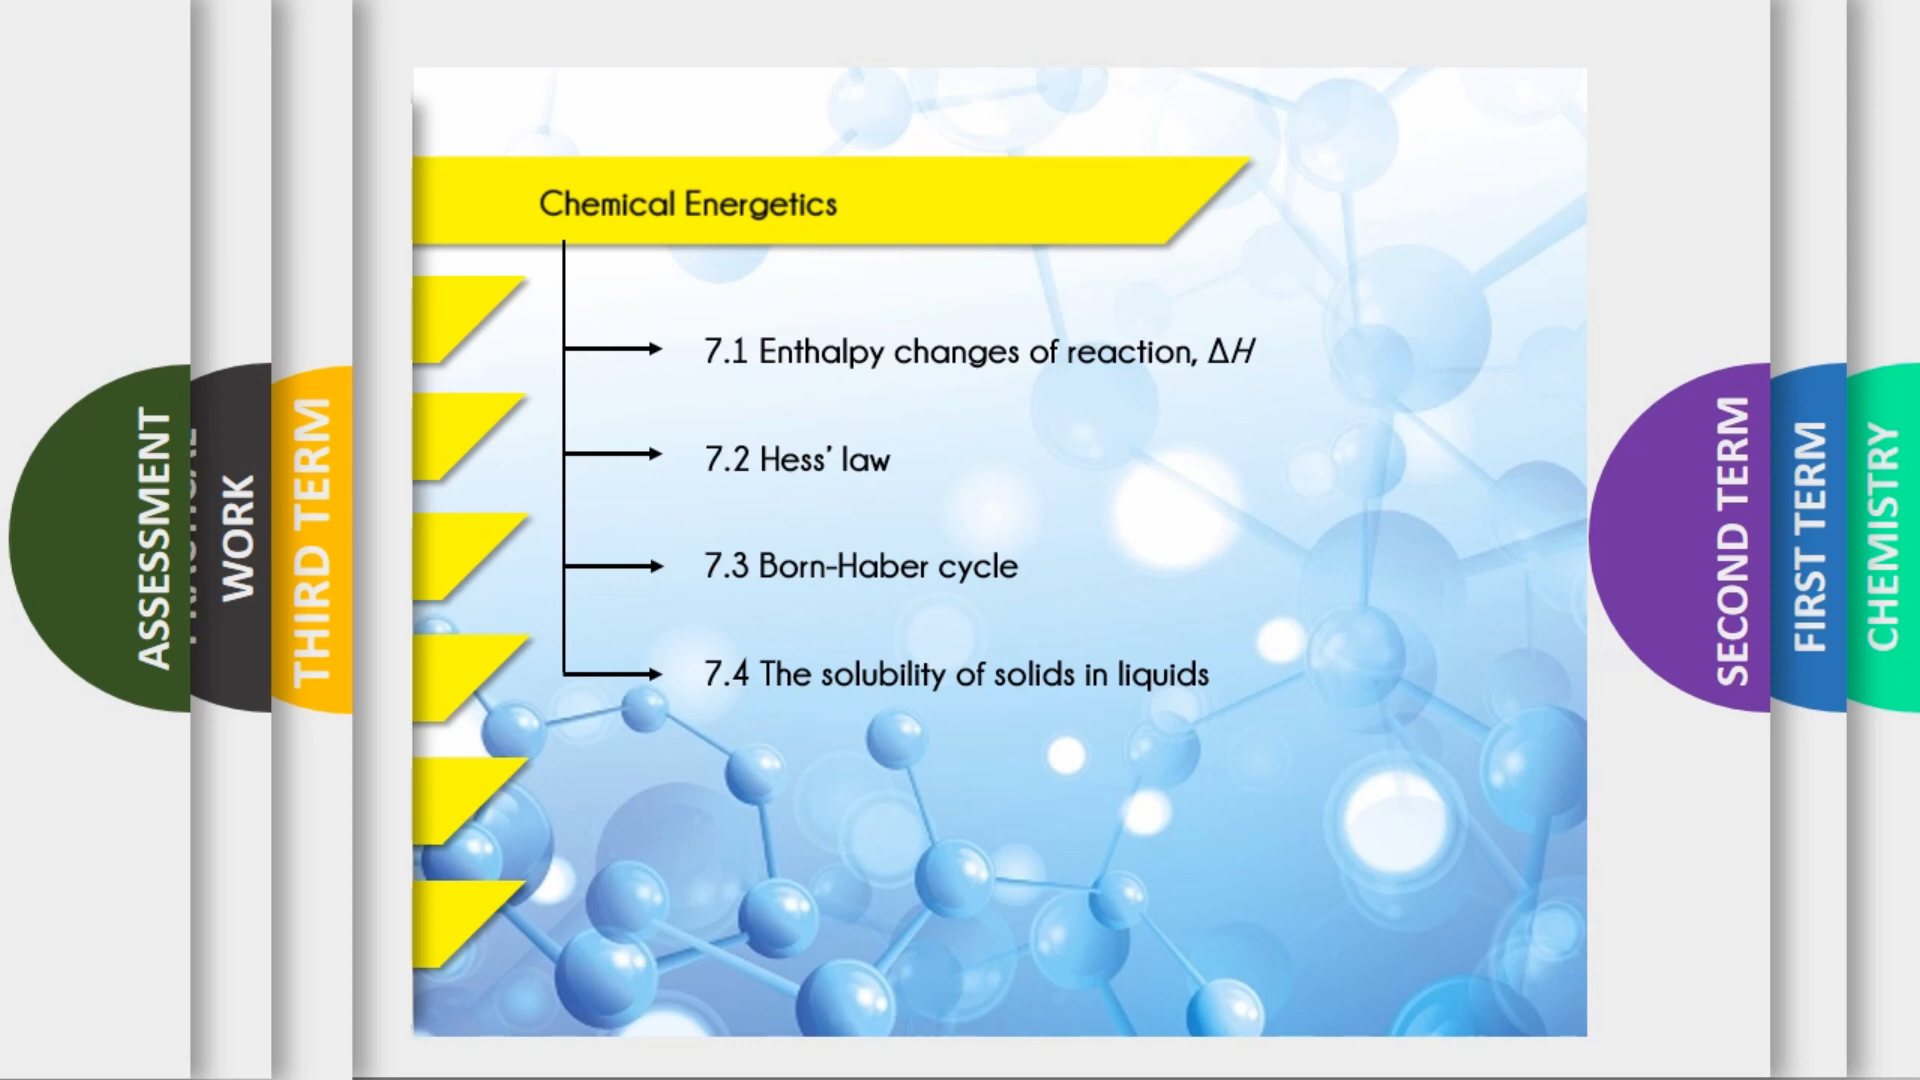 Chemical Energetics
7.1 Enthalpy changes of reaction, ΔH
7.2 Hess’ law
7.3 Born-Haber cycle
7.4 The solubility of solids in liquids
ASSESSMENT
WORK
THIRD TERM
SECOND TERM
FIRST TERM
CHEMISTRY